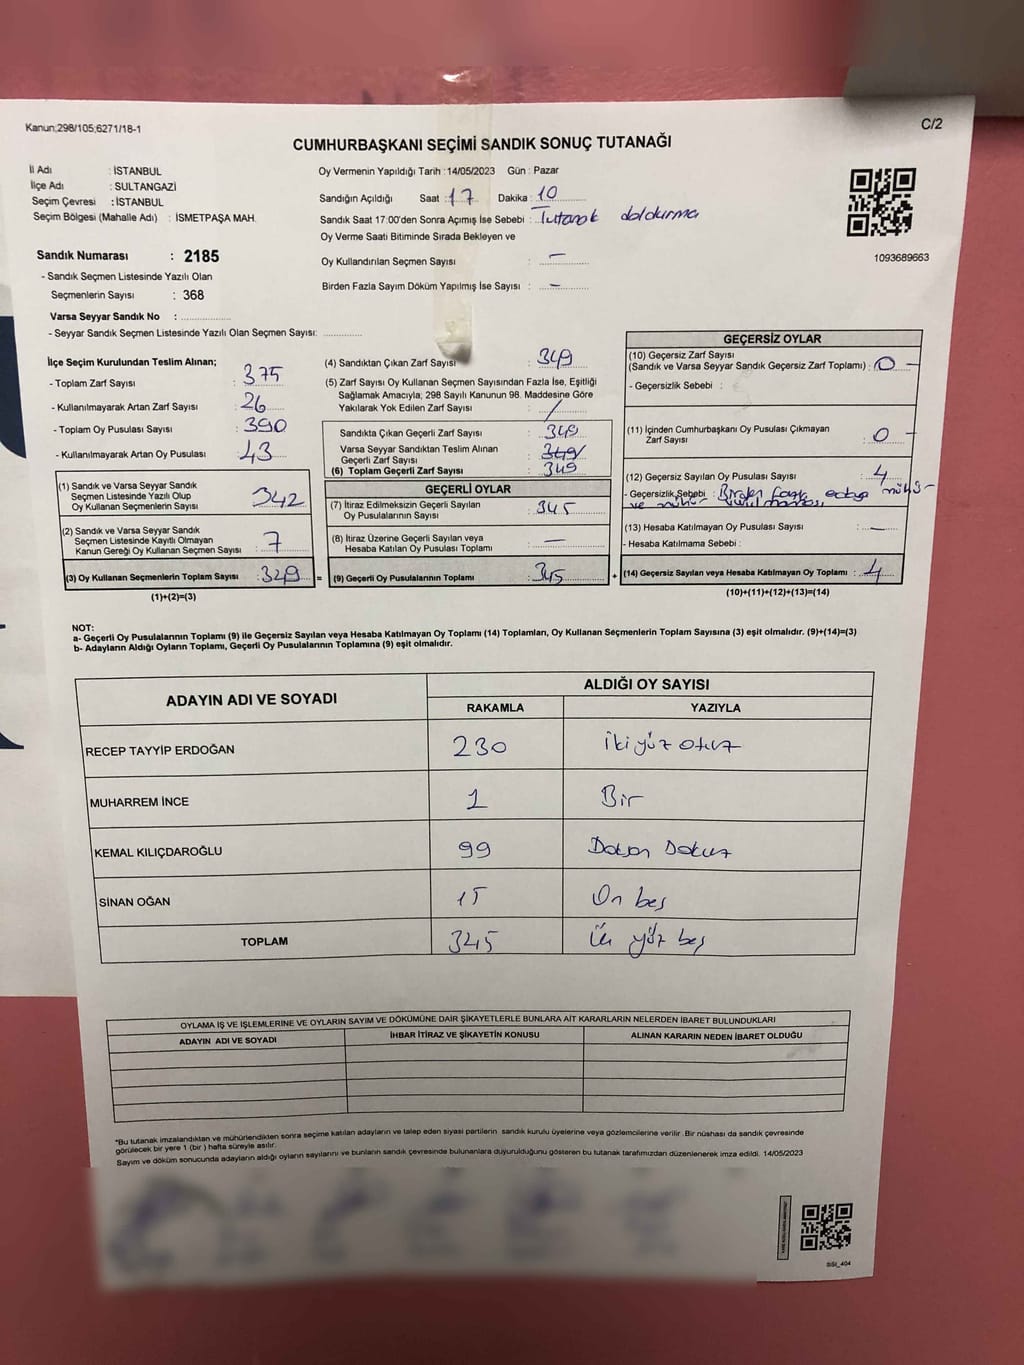 Kanun;298/105;6271/18-1
C/2
CUMHURBAŞKANI SEÇİMİ SANDIK SONUÇ TUTANAĞI
İl Adı : İSTANBUL
İlçe Adı : SULTANGAZİ
Seçim Çevresi : İSTANBUL
Seçim Bölgesi (Mahalle Adı) : İSMETPAŞA MAH.
Sandık Numarası : 2185
- Sandık Seçmen Listesinde Yazılı Olan
Seçmenlerin Sayısı : 368
Varsa Seyyar Sandık No : ................
- Seyyar Sandık Seçmen Listesinde Yazılı Olan Seçmen Sayısı: ............
Oy Vermenin Yapıldığı Tarih : 14/05/2023 Gün : Pazar
Sandığın Açıldığı Saat : 17 Dakika : 10
Sandık Saat 17:00'den Sonra Açımış İse Sebebi : Tutanak doldurma
Oy Verme Saati Bitiminde Sırada Bekleyen ve
Oy Kullandırılan Seçmen Sayısı : —
Birden Fazla Sayım Döküm Yapılmış İse Sayısı : —
1093689663
İlçe Seçim Kurulundan Teslim Alınan;
- Toplam Zarf Sayısı : 375
- Kullanılmayarak Artan Zarf Sayısı : 26
- Toplam Oy Pusulası Sayısı : 390
- Kullanılmayarak Artan Oy Pusulası : 43
(1) Sandık ve Varsa Seyyar Sandık
Seçmen Listesinde Yazılı Olup
Oy Kullanan Seçmenlerin Sayısı : 342
(2) Sandık ve Varsa Seyyar Sandık
Seçmen Listesinde Kayıtlı Olmayan
Kanun Gereği Oy Kullanan Seçmen Sayısı : 7
(3) Oy Kullanan Seçmenlerin Toplam Sayısı : 349 =
(1)+(2)=(3)
(4) Sandıktan Çıkan Zarf Sayısı : 349
(5) Zarf Sayısı Oy Kullanan Seçmen Sayısından Fazla İse, Eşitliği
Sağlamak Amacıyla; 298 Sayılı Kanunun 98. Maddesine Göre
Yakılarak Yok Edilen Zarf Sayısı : /
Sandıkta Çıkan Geçerli Zarf Sayısı : 349
Varsa Seyyar Sandıktan Teslim Alınan
Geçerli Zarf Sayısı : 349
(6) Toplam Geçerli Zarf Sayısı : 349
GEÇERLİ OYLAR
(7) İtiraz Edilmeksizin Geçerli Sayılan
Oy Pusulalarının Sayısı : 345
(8) İtiraz Üzerine Geçerli Sayılan veya
Hesaba Katılan Oy Pusulası Toplamı : —
(9) Geçerli Oy Pusulalarının Toplamı : 345 +
GEÇERSİZ OYLAR
(10) Geçersiz Zarf Sayısı
(Sandık ve Varsa Seyyar Sandık Geçersiz Zarf Toplamı) : 0 —
- Geçersizlik Sebebi :
(11) İçinden Cumhurbaşkanı Oy Pusulası Çıkmayan
Zarf Sayısı : 0 —
(12) Geçersiz Sayılan Oy Pusulası Sayısı : 4
- Geçersizlik Sebebi : Birden fazla adaya mühür
ve mühür vurulmaması
(13) Hesaba Katılmayan Oy Pusulası Sayısı : —
- Hesaba Katılmama Sebebi :
(14) Geçersiz Sayılan veya Hesaba Katılmayan Oy Toplamı : 4
(10)+(11)+(12)+(13)=(14)
NOT:
a- Geçerli Oy Pusulalarının Toplamı (9) ile Geçersiz Sayılan veya Hesaba Katılmayan Oy Toplamı (14) Toplamları, Oy Kullanan Seçmenlerin Toplam Sayısına (3) eşit olmalıdır. (9)+(14)=(3)
b- Adayların Aldığı Oyların Toplamı, Geçerli Oy Pusulalarının Toplamına (9) eşit olmalıdır.
ADAYIN ADI VE SOYADI
ALDIĞI OY SAYISI
RAKAMLA YAZIYLA
RECEP TAYYİP ERDOĞAN 230 İki yüz otuz
MUHARREM İNCE 1 Bir
KEMAL KILIÇDAROĞLU 99 Doksan Dokuz
SİNAN OĞAN 15 On beş
TOPLAM 345 Üç yüz beş
OYLAMA İŞ VE İŞLEMLERİNE VE OYLARIN SAYIM VE DÖKÜMÜNE DAİR ŞİKAYETLERLE BUNLARA AİT KARARLARIN NELERDEN İBARET BULUNDUKLARI
ADAYIN ADI VE SOYADI İHBAR İTİRAZ VE ŞİKAYETİN KONUSU ALINAN KARARIN NEDEN İBARET OLDUĞU
*Bu tutanak imzalandıktan ve mühürlendikten sonra seçime katılan adayların ve talep eden siyasi partilerin sandık kurulu üyelerine veya gözlemcilerine verilir. Bir nüshası da sandık çevresinde
görülecek bir yere 1 (bir ) hafta süreyle asılır.
Sayım ve döküm sonucunda adayların aldığı oyların sayılarını ve bunların sandık çevresinde bulunanlara duyurulduğunu gösteren bu tutanak tarafımızdan düzenlenerek imza edildi. 14/05/2023
SSI_404